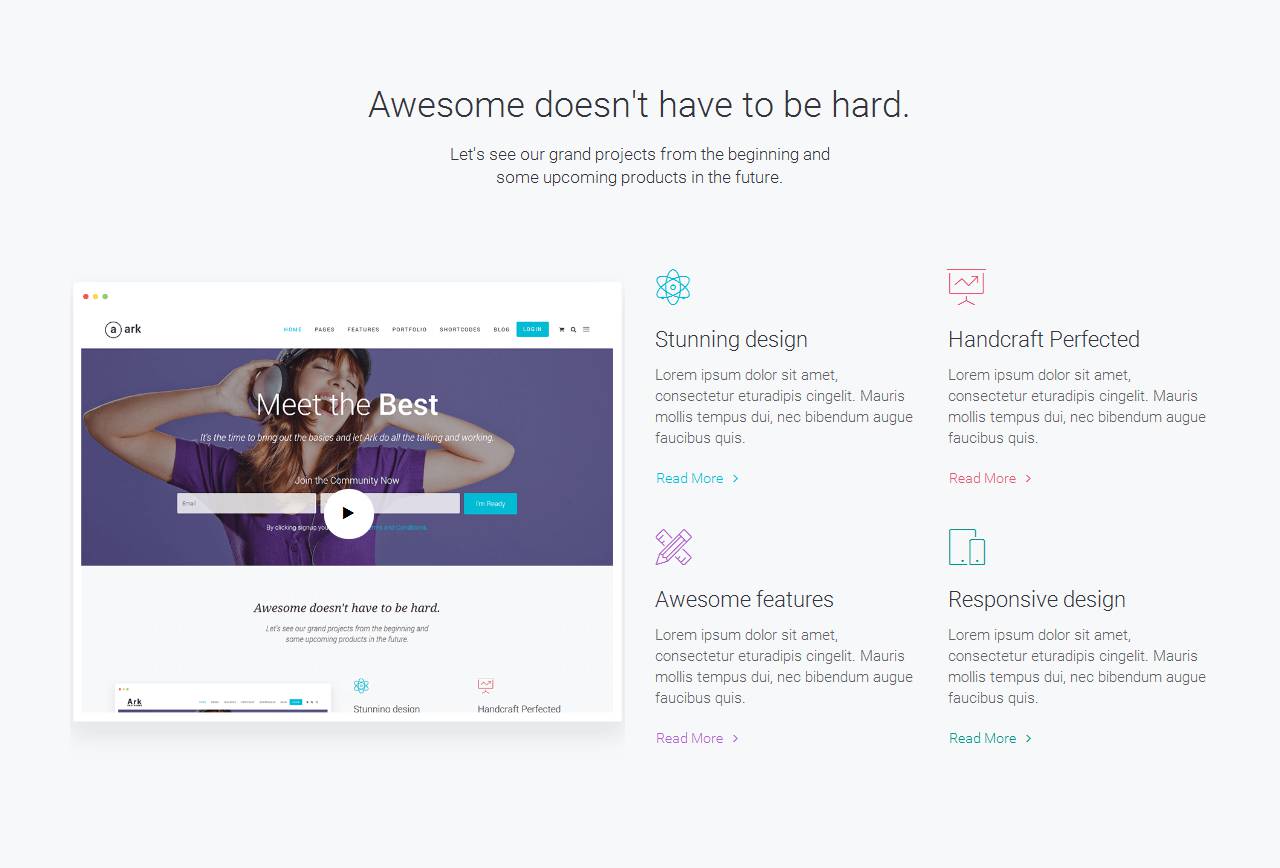 Awesome doesn't have to be hard.
Let's see our grand projects from the beginning and
some upcoming products in the future.
a ark
HOME PAGES FEATURES PORTFOLIO SHORTCODES BLOG LOGIN
Meet the Best
It's the time to bring out the basics and let Ark do all the talking and working.
Join the Community Now
Email
I'm Ready
By clicking signup you
Terms and Conditions.
Awesome doesn't have to be hard.
Let's see our grand projects from the beginning and
some upcoming products in the future.
Ark
Stunning design
Handcraft Perfected
Stunning design
Lorem ipsum dolor sit amet,
consectetur eturadipis cingelit. Mauris
mollis tempus dui, nec bibendum augue
faucibus quis.
Read More
Handcraft Perfected
Lorem ipsum dolor sit amet,
consectetur eturadipis cingelit. Mauris
mollis tempus dui, nec bibendum augue
faucibus quis.
Read More
Awesome features
Lorem ipsum dolor sit amet,
consectetur eturadipis cingelit. Mauris
mollis tempus dui, nec bibendum augue
faucibus quis.
Read More
Responsive design
Lorem ipsum dolor sit amet,
consectetur eturadipis cingelit. Mauris
mollis tempus dui, nec bibendum augue
faucibus quis.
Read More